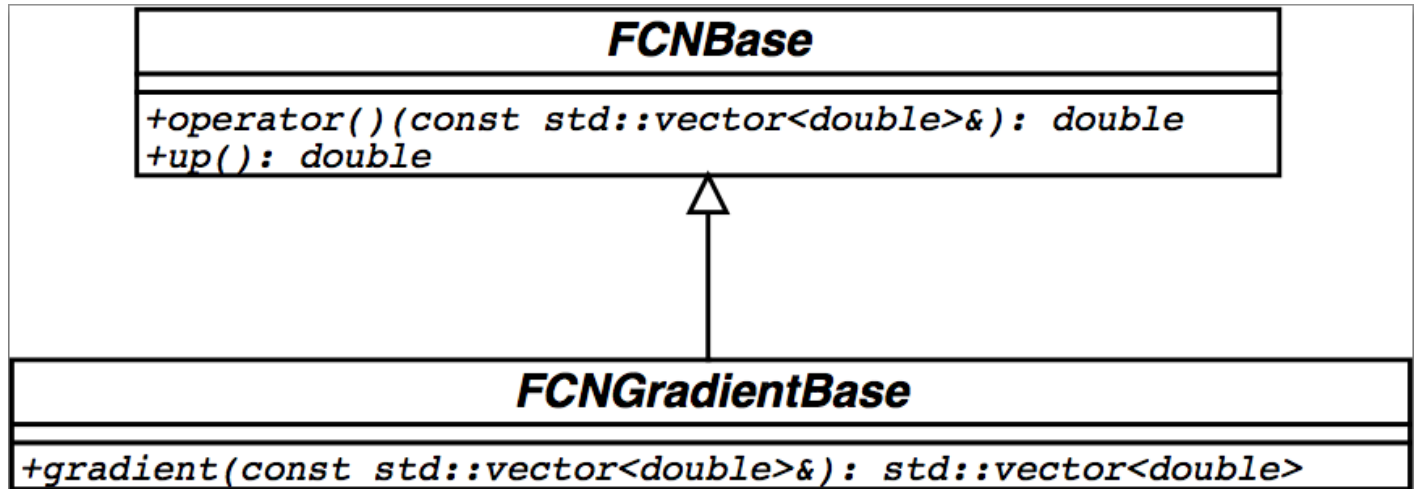 FCNBase
+operator()(const std::vector<double>&): double
+up(): double
FCNGradientBase
+gradient(const std::vector<double>&): std::vector<double>